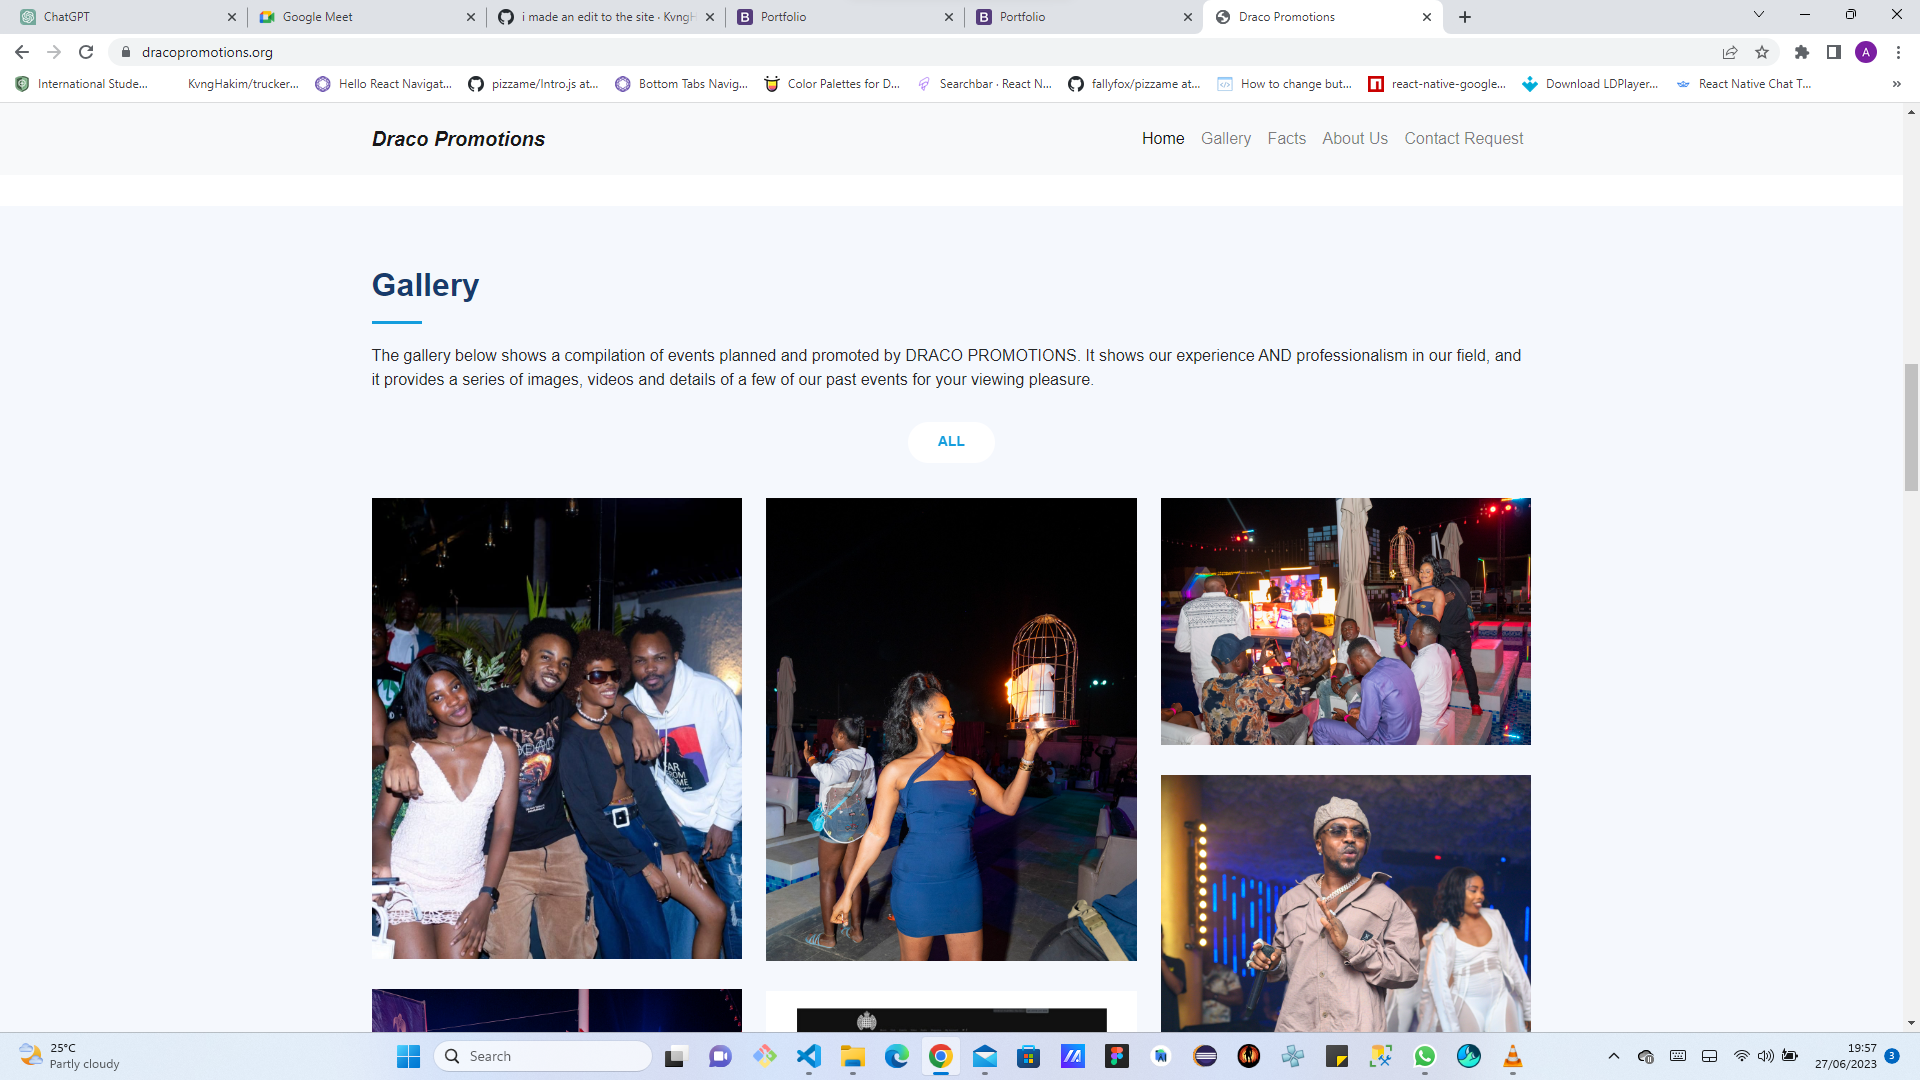 ChatGPT
Google Meet
i made an edit to the site · KvngH
Portfolio
Portfolio
Draco Promotions
dracopromotions.org
A
International Stude...
KvngHakim/trucker...
Hello React Navigat...
pizzame/Intro.js at...
Bottom Tabs Navig...
Color Palettes for D...
Searchbar · React N...
fallyfox/pizzame at...
How to change but...
react-native-google...
Download LDPlayer...
React Native Chat T...
Draco Promotions
Home
Gallery
Facts
About Us
Contact Request
Gallery
The gallery below shows a compilation of events planned and promoted by DRACO PROMOTIONS. It shows our experience AND professionalism in our field, and
it provides a series of images, videos and details of a few of our past events for your viewing pleasure.
ALL
25°C
Partly cloudy
Search
19:57
27/06/2023
3